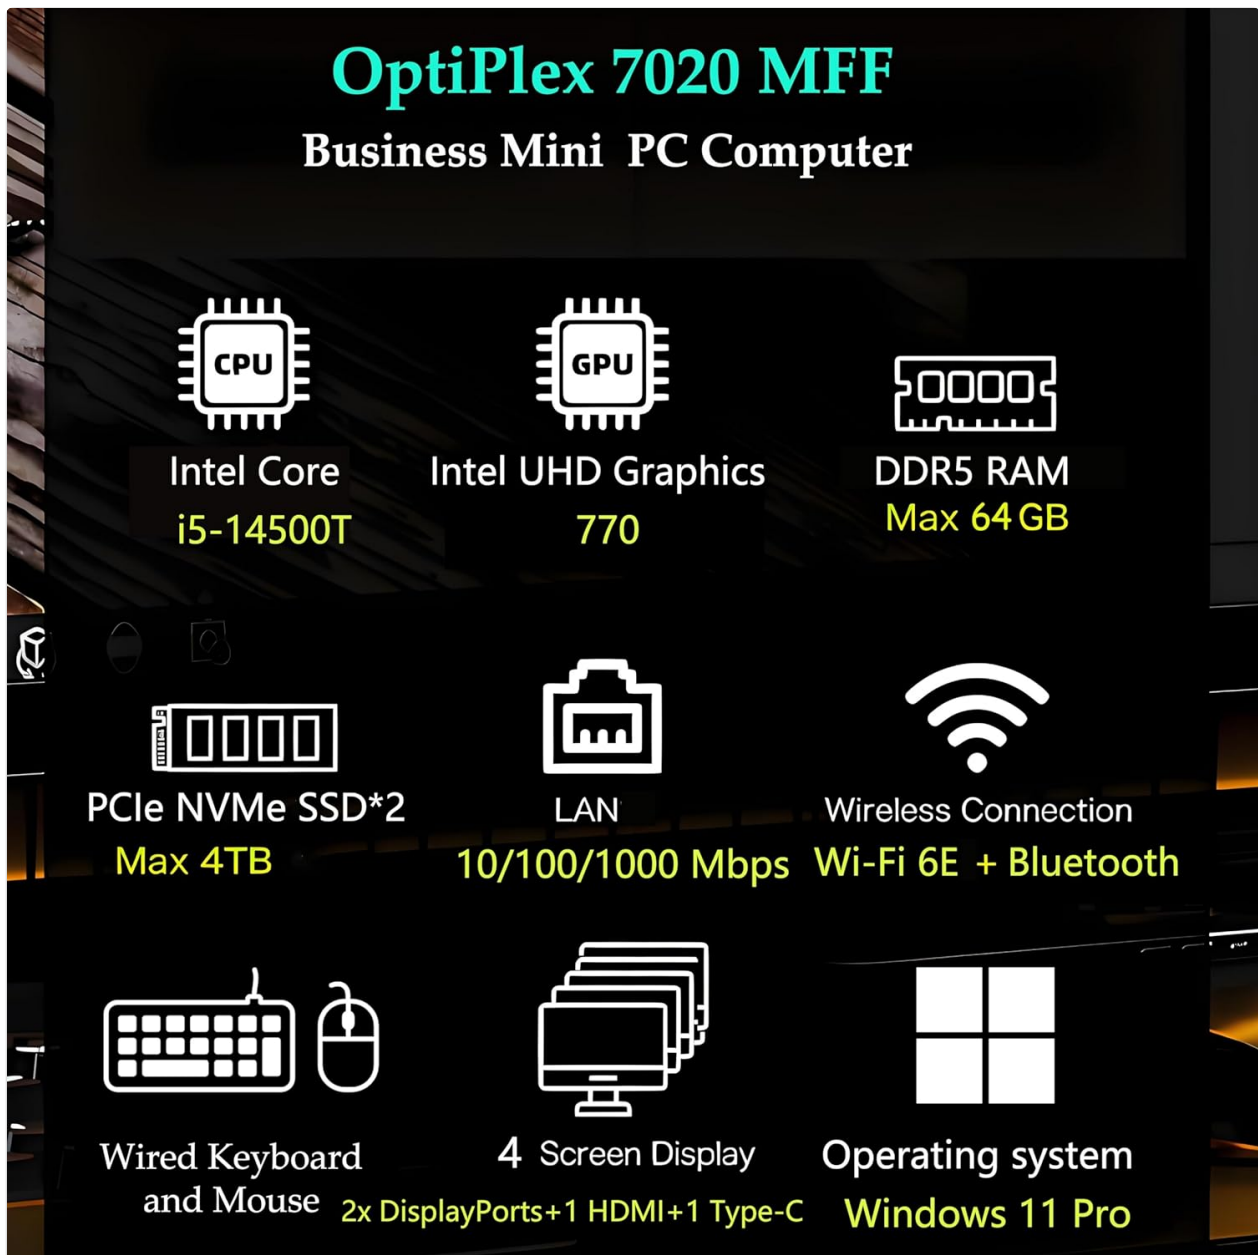 OptiPlex 7020 MFF
Business Mini PC Computer
CPU
GPU
Intel Core
i5-14500T
Intel UHD Graphics
770
DDR5 RAM
Max 64 GB
PCIe NVMe SSD*2
Max 4TB
LAN
10/100/1000 Mbps
Wireless Connection
Wi-Fi 6E + Bluetooth
Wired Keyboard
and Mouse
4 Screen Display
2x DisplayPorts+1 HDMI+1 Type-C
Operating system
Windows 11 Pro